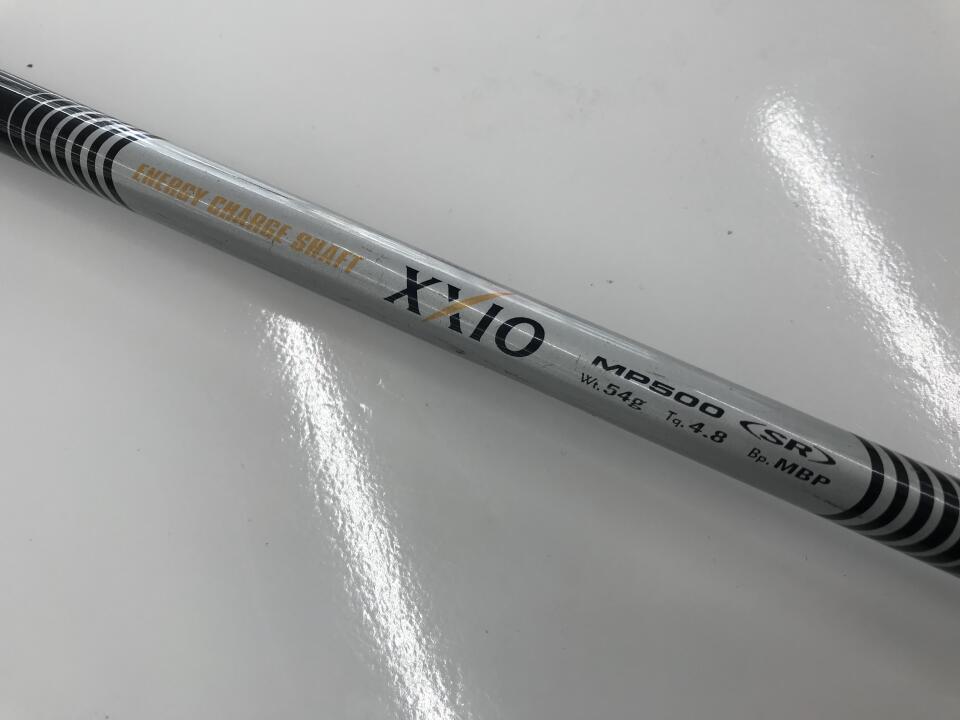 ENERGY CHARGE SHAFT
XXIO
MP500 (SR)
Wt. 54g Tq. 4.8 Bp. MBP